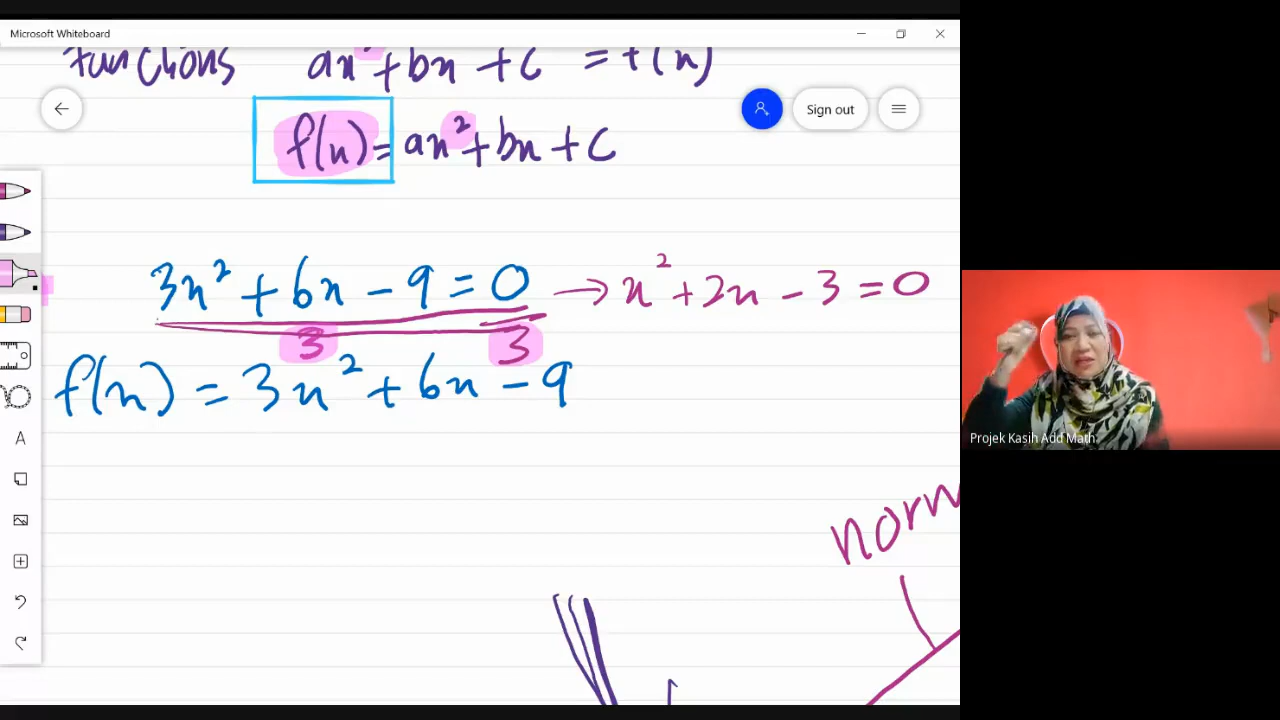 Microsoft Whiteboard
functions ax²+bx+c = f(x)
Sign out
f(x)= ax²+bx+c
3x²+6x-9=0 → x²+2x-3=0
3 3
f(x) = 3x²+6x-9
A
Projek Kasih Add Math
norm